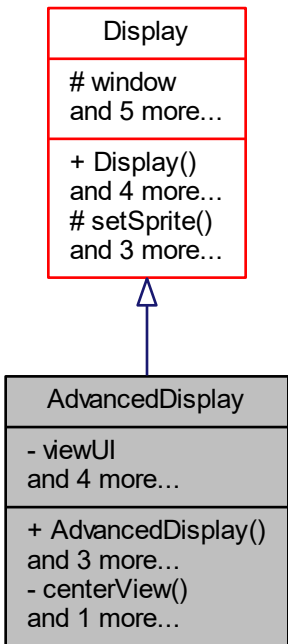 Display
# window
and 5 more...
+ Display()
and 4 more...
# setSprite()
and 3 more...
AdvancedDisplay
- viewUI
and 4 more...
+ AdvancedDisplay()
and 3 more...
- centerView()
and 1 more...